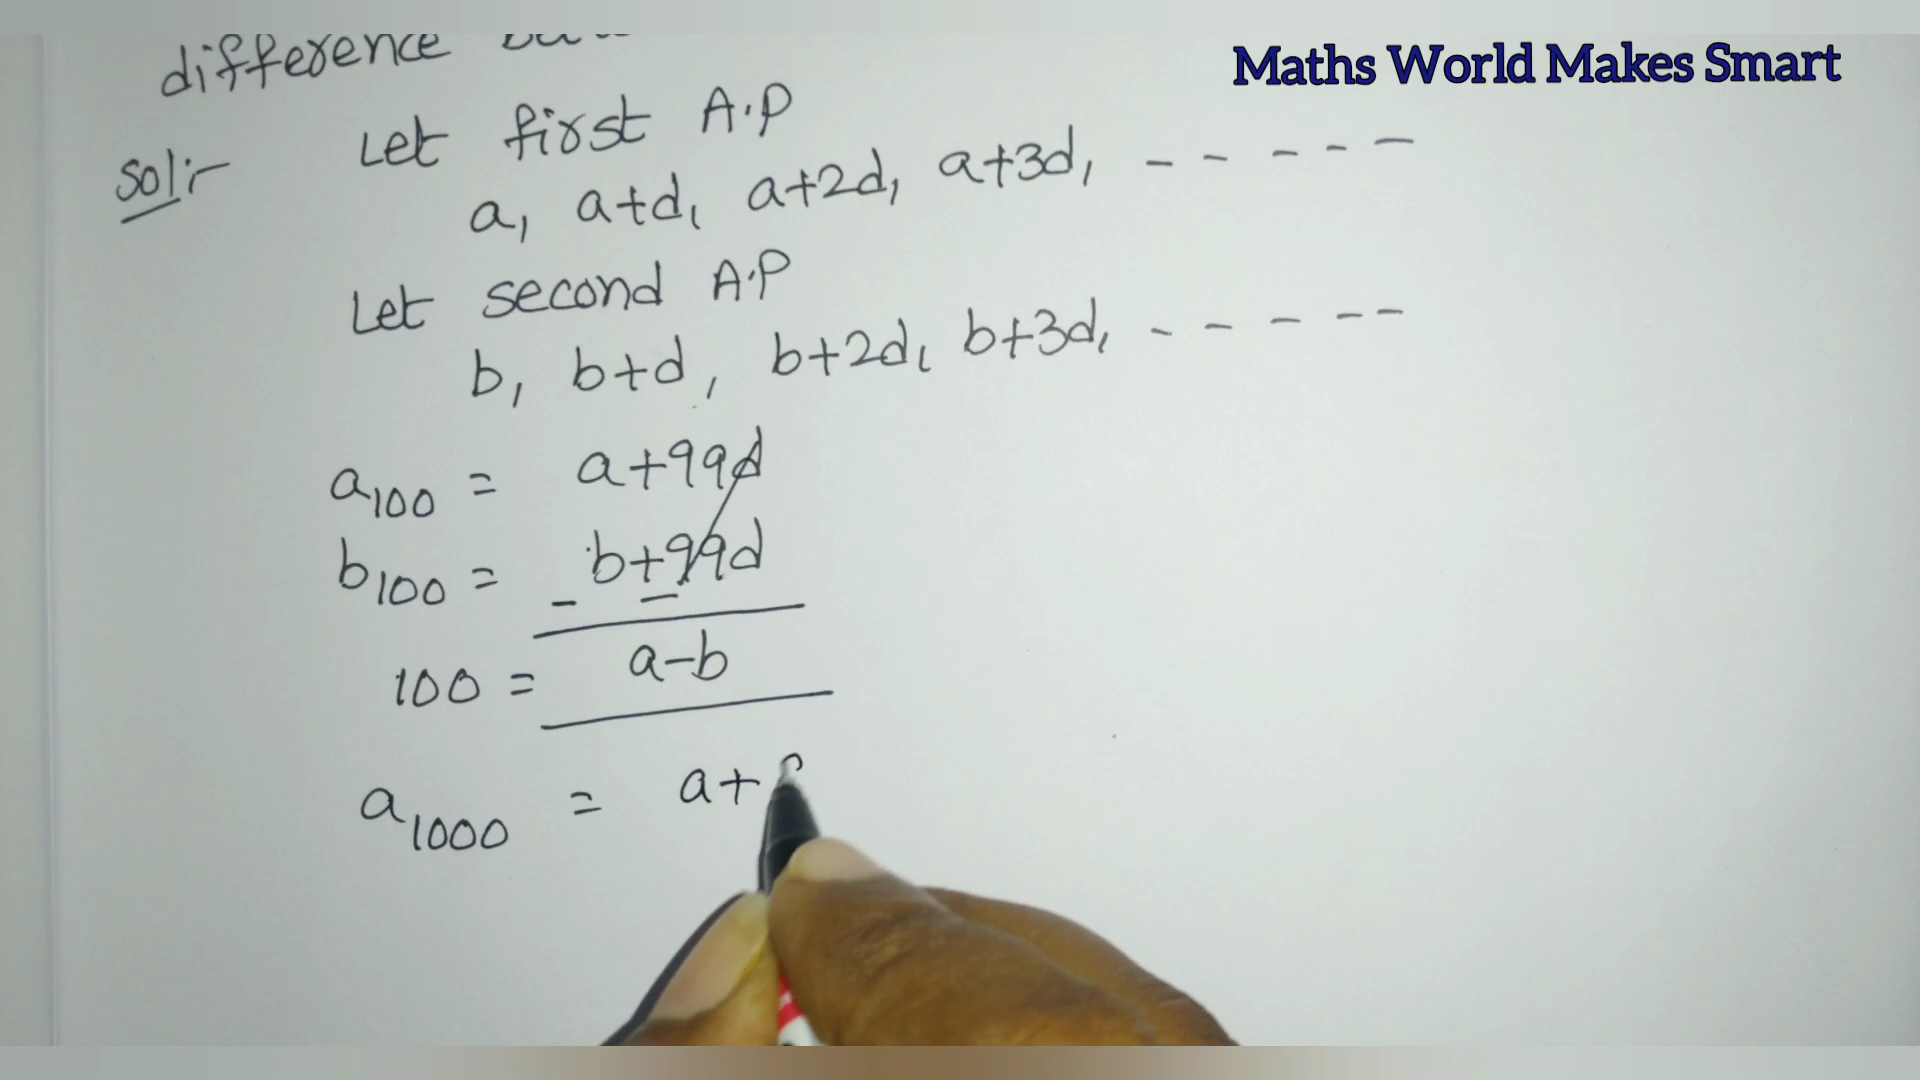 Maths World Makes Smart
difference
Sol:- Let first A.P
a, a+d, a+2d, a+3d, - - - - -
Let second A.P
b, b+d, b+2d, b+3d, - - - - -
a100 = a+99d
b100 = b+99d
- -
100 = a-b
a1000 = a+